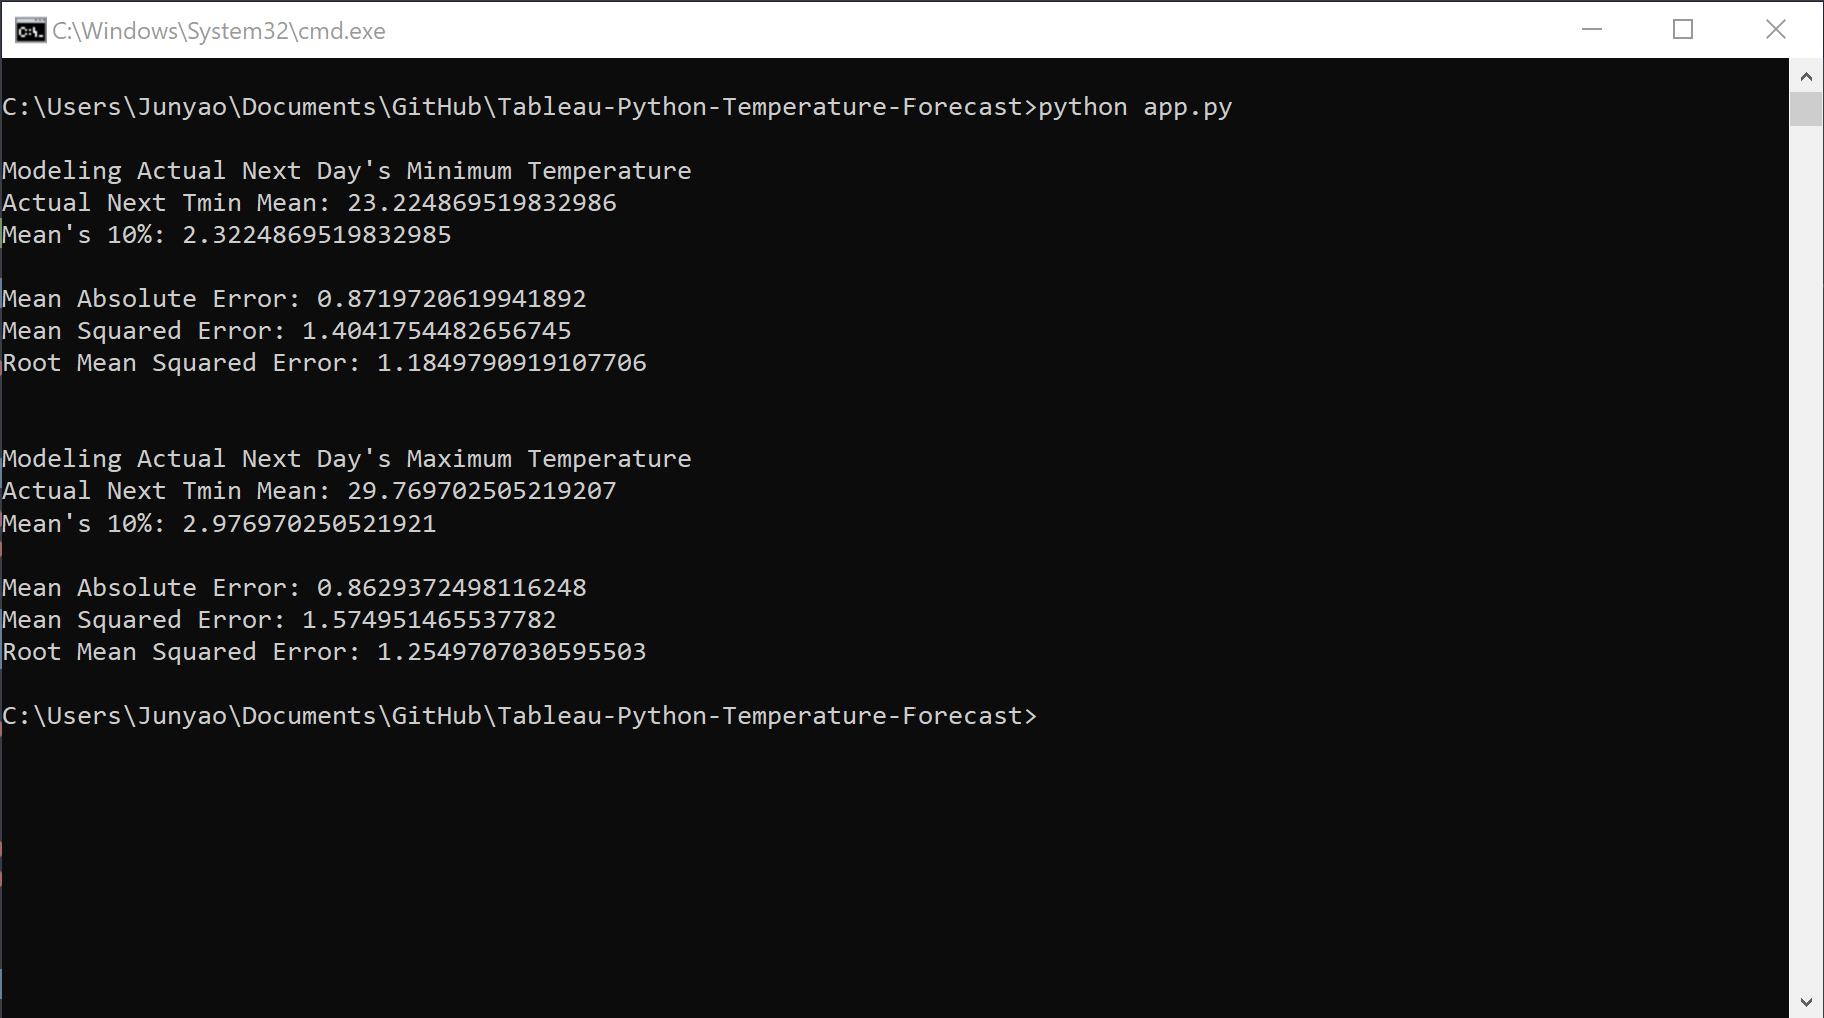 C:\Windows\System32\cmd.exe
C:\Users\Junyao\Documents\GitHub\Tableau-Python-Temperature-Forecast>python app.py
Modeling Actual Next Day's Minimum Temperature
Actual Next Tmin Mean: 23.224869519832986
Mean's 10%: 2.3224869519832985
Mean Absolute Error: 0.8719720619941892
Mean Squared Error: 1.4041754482656745
Root Mean Squared Error: 1.1849790919107706
Modeling Actual Next Day's Maximum Temperature
Actual Next Tmin Mean: 29.769702505219207
Mean's 10%: 2.976970250521921
Mean Absolute Error: 0.8629372498116248
Mean Squared Error: 1.574951465537782
Root Mean Squared Error: 1.2549707030595503
C:\Users\Junyao\Documents\GitHub\Tableau-Python-Temperature-Forecast>